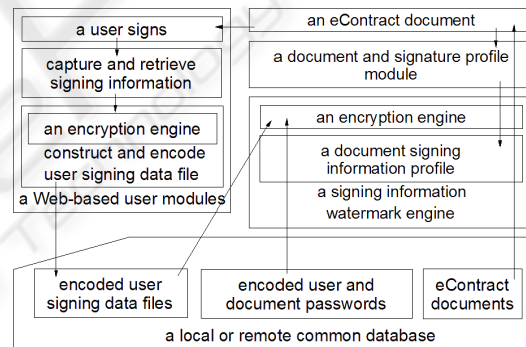 a user signs
capture and retrieve
signing information
an encryption engine
construct and encode
user signing data file
a Web-based user modules
an eContract document
a document and signature profile
module
an encryption engine
a document signing
information profile
a signing information
watermark engine
encoded user
signing data files
encoded user and
document passwords
eContract
documents
a local or remote common database